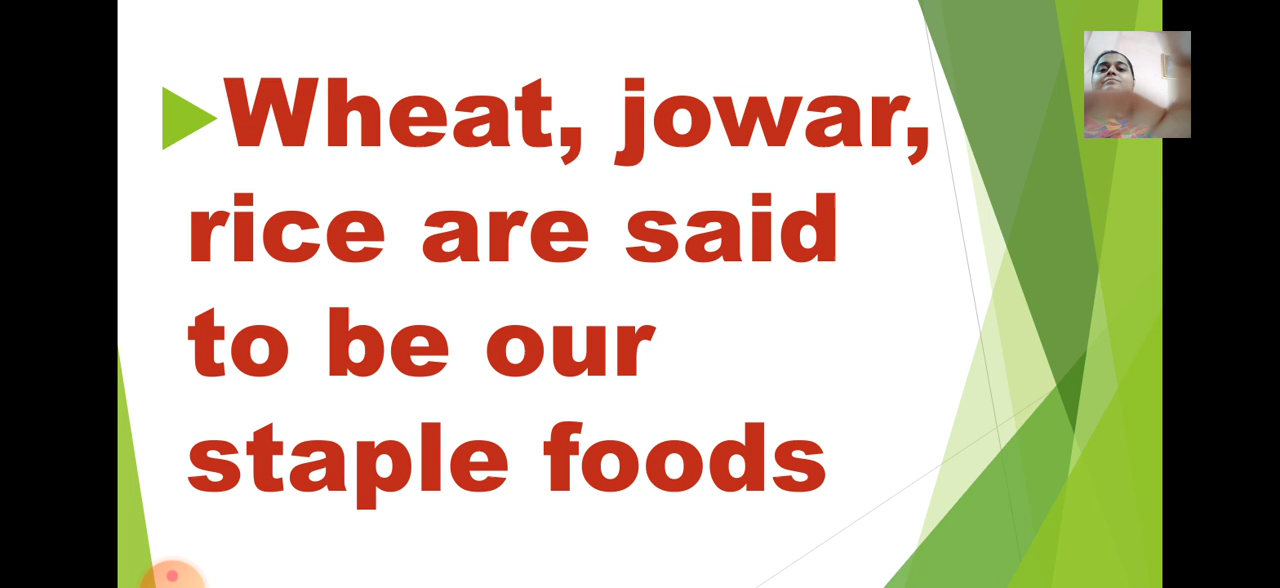 Wheat, jowar,
rice are said
to be our
staple foods